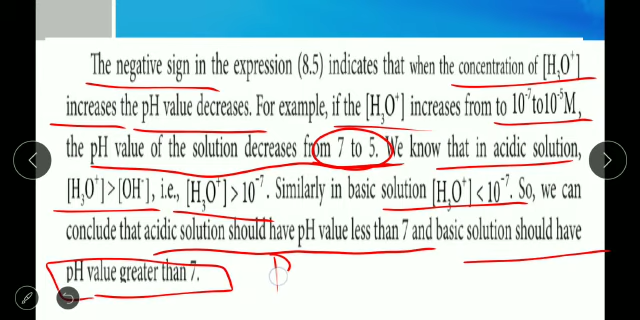 The negative sign in the expression (8.5) indicates that when the concentration of [H₃O⁺]
increases the pH value decreases. For example, if the [H₃O⁺] increases from to 10⁻⁷to10⁻⁵M,
the pH value of the solution decreases from 7 to 5. We know that in acidic solution,
[H₃O⁺]>[OH⁻], i.e., [H₃O⁺]>10⁻⁷. Similarly in basic solution [H₃O⁺]<10⁻⁷. So, we can
conclude that acidic solution should have pH value less than 7 and basic solution should have
pH value greater than 7.